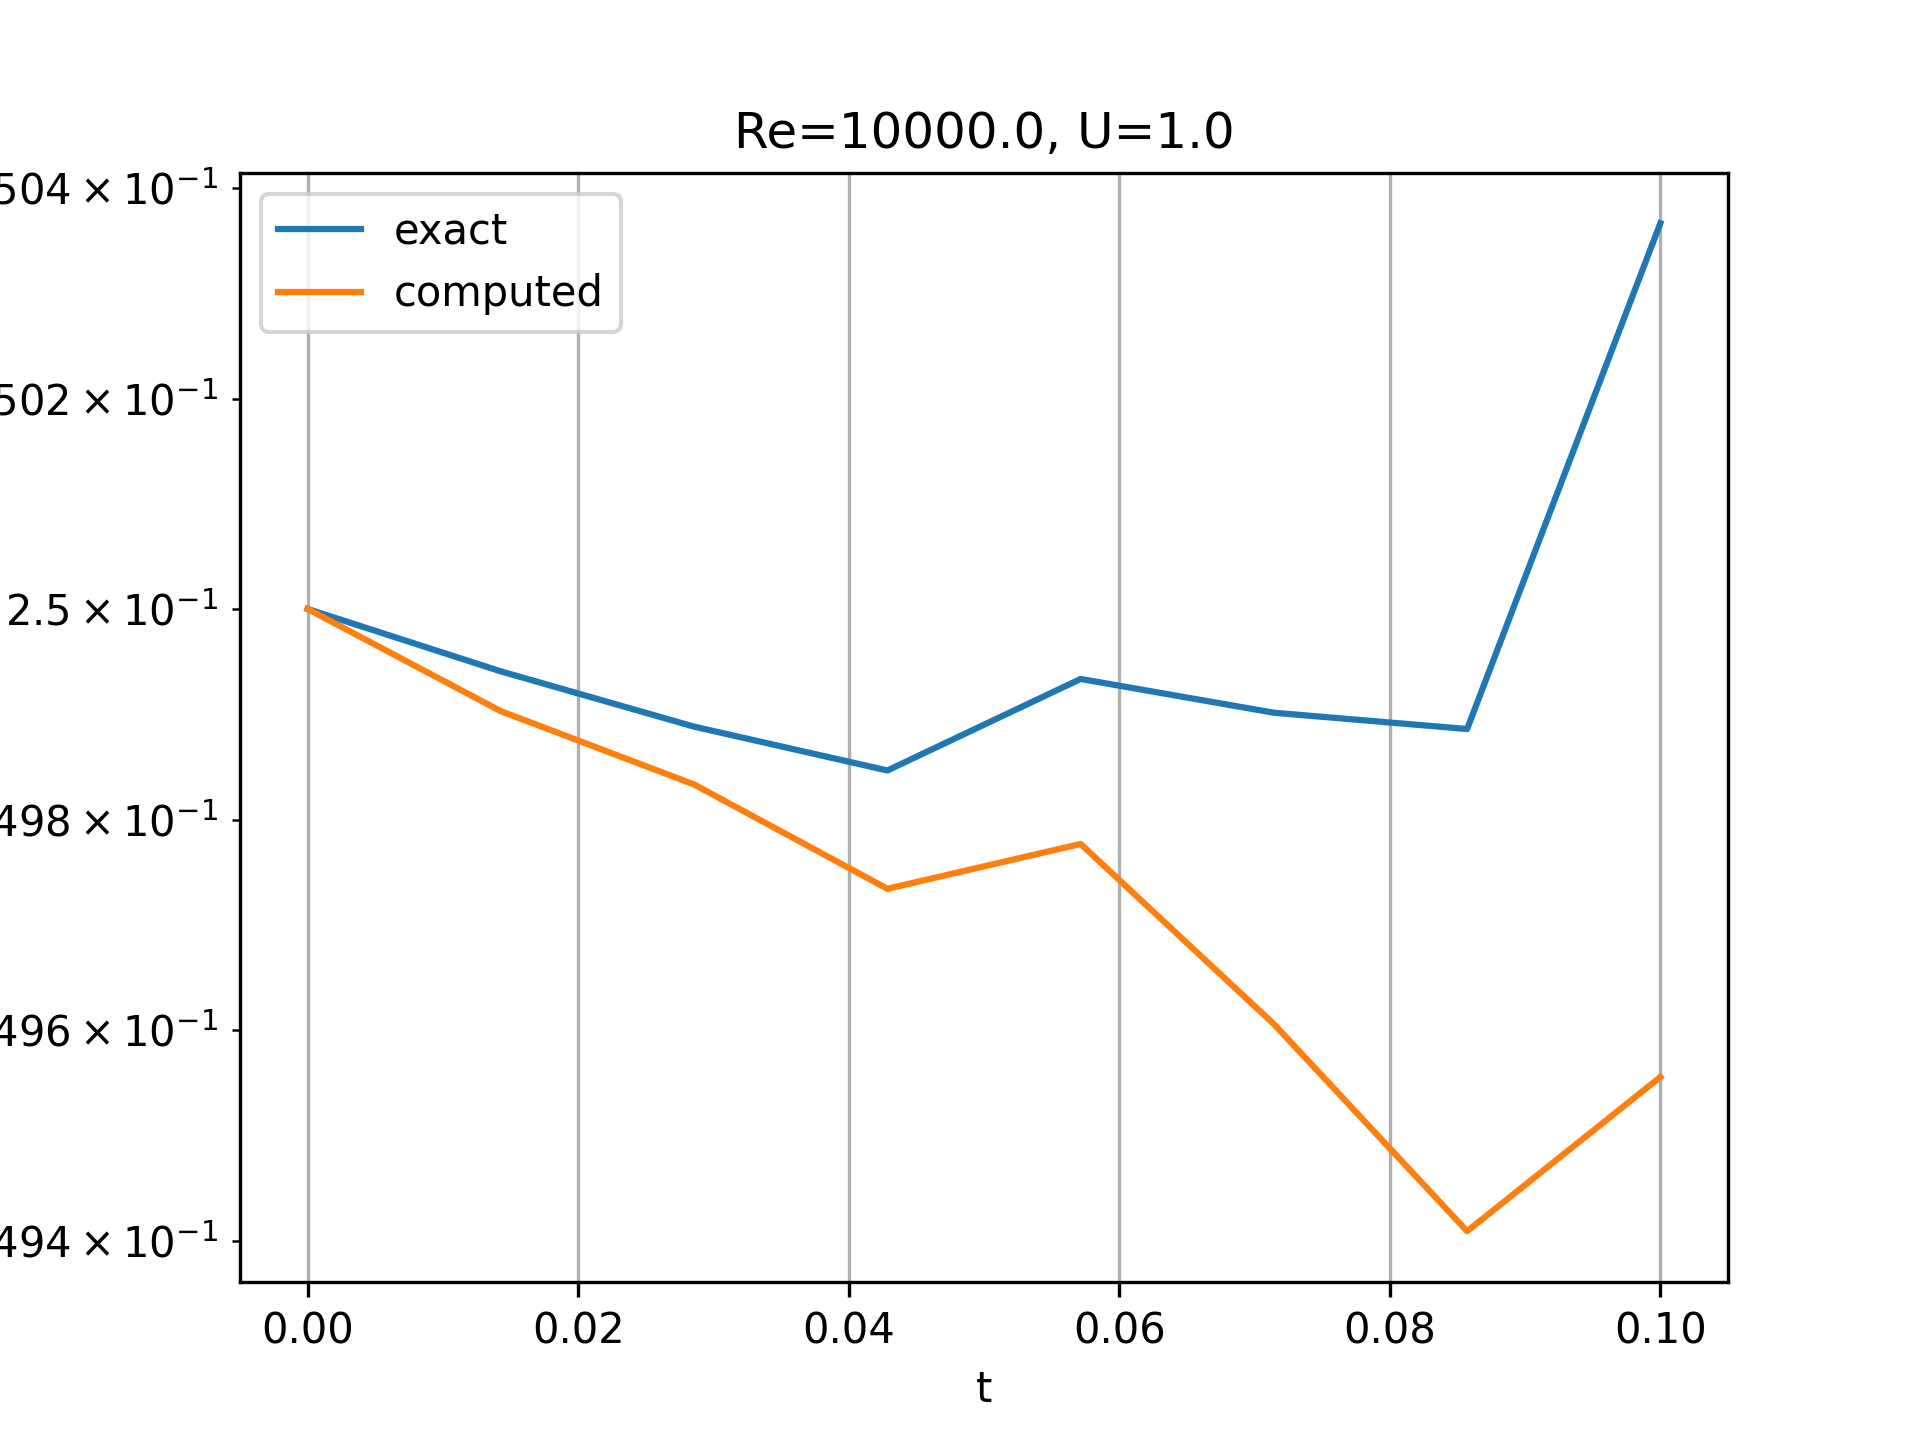 Re=10000.0, U=1.0
504 × 10⁻¹
502 × 10⁻¹
2.5 × 10⁻¹
498 × 10⁻¹
496 × 10⁻¹
494 × 10⁻¹
exact
computed
0.00 0.02 0.04 0.06 0.08 0.10
t